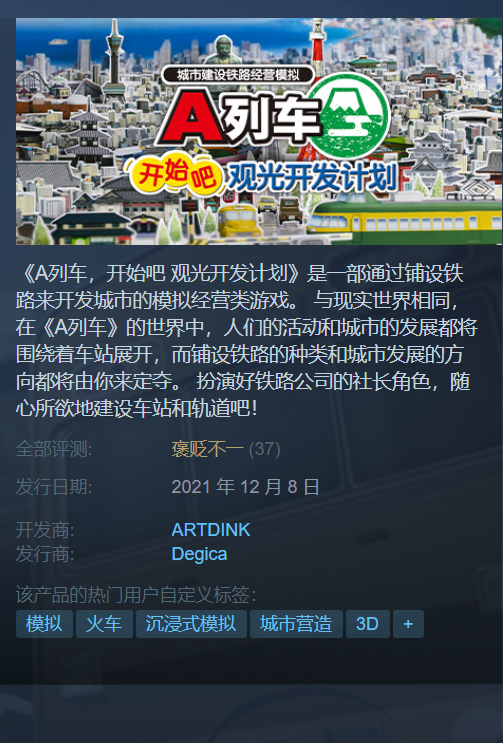 城市建设铁路经营模拟
A列车
开始吧 观光开发计划
《A列车，开始吧 观光开发计划》是一部通过铺设铁
路来开发城市的模拟经营类游戏。 与现实世界相同，
在《A列车》的世界中，人们的活动和城市的发展都将
围绕着车站展开，而铺设铁路的种类和城市发展的方
向都将由你来定夺。 扮演好铁路公司的社长角色，随
心所欲地建设车站和轨道吧！
全部评测: 褒贬不一 (37)
发行日期: 2021 年 12 月 8 日
开发商: ARTDINK
发行商: Degica
该产品的热门用户自定义标签：
模拟 火车 沉浸式模拟 城市营造 3D +